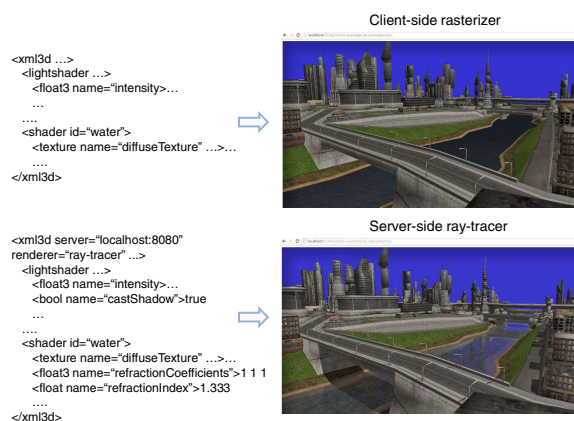 Client-side rasterizer
<xml3d …>
<lightshader …>
<float3 name=“intensity>…
…
….
<shader id=“water”>
<texture name=“diffuseTexture” …>…
….
</xml3d>
Server-side ray-tracer
<xml3d server=“localhost:8080”
renderer=“ray-tracer” ...>
<lightshader …>
<float3 name=“intensity>…
<bool name=“castShadow”>true
…
….
<shader id=“water”>
<texture name=“diffuseTexture” …>…
<float3 name=“refractionCoefficients”>1 1 1
<float name=“refractionIndex”>1.333
….
</xml3d>